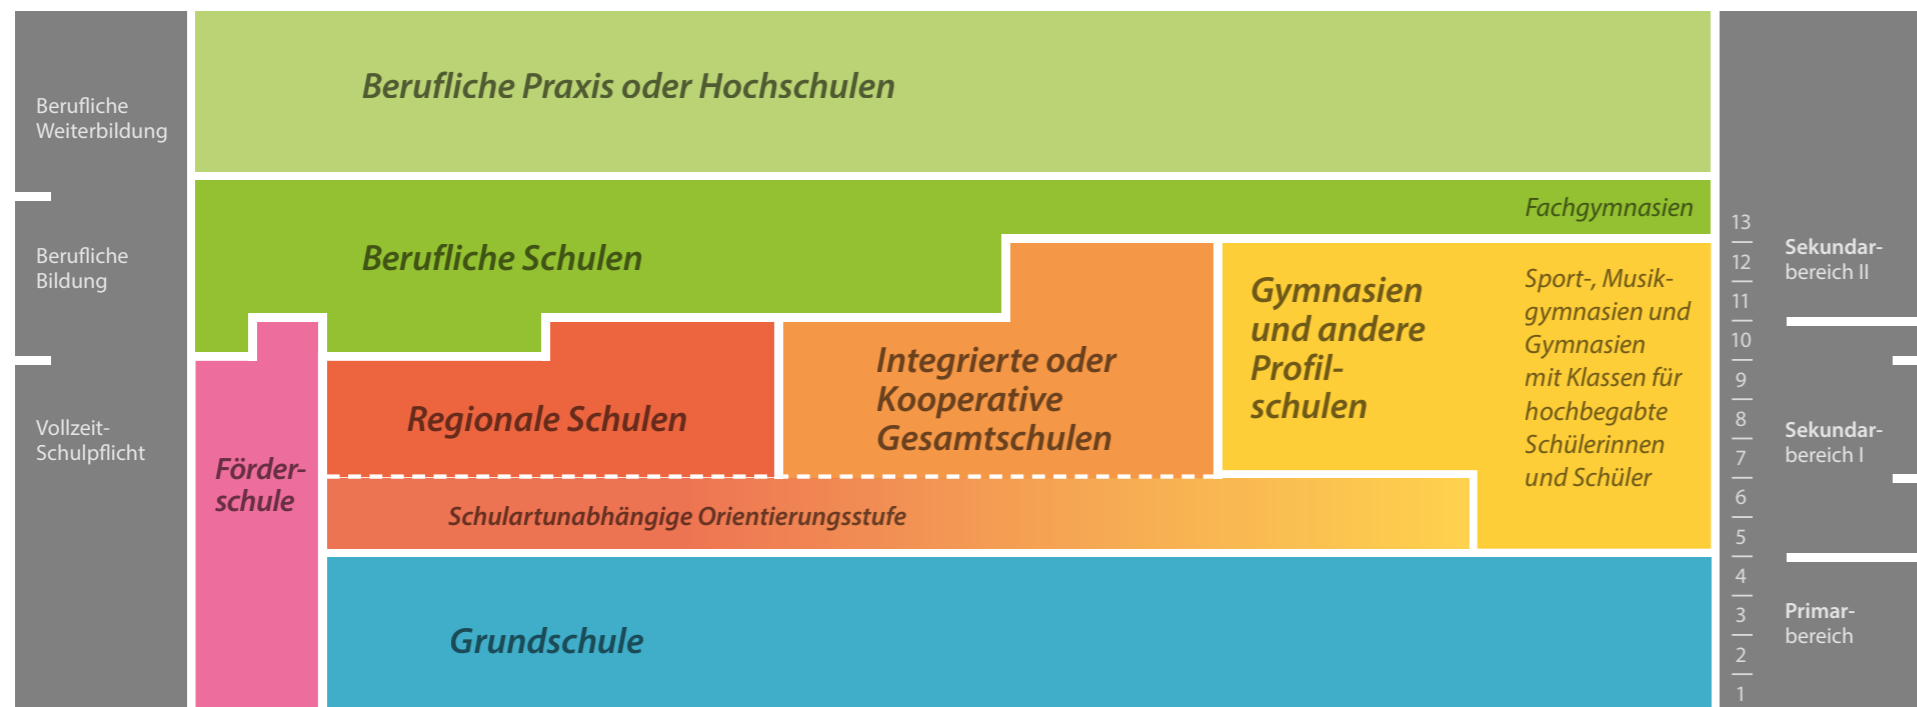 Berufliche
Weiterbildung
Berufliche
Bildung
Vollzeit-
Schulpflicht
Berufliche Praxis oder Hochschulen
Fachgymnasien
Berufliche Schulen
Förder-
schule
Regionale Schulen
Integrierte oder
Kooperative
Gesamtschulen
Gymnasien
und andere
Profil-
schulen
Sport-, Musik-
gymnasien und
Gymnasien
mit Klassen für
hochbegabte
Schülerinnen
und Schüler
Schulartunabhängige Orientierungsstufe
Grundschule
13
12
11
10
9
8
7
6
5
4
3
2
1
Sekundar-
bereich II
Sekundar-
bereich I
Primar-
bereich